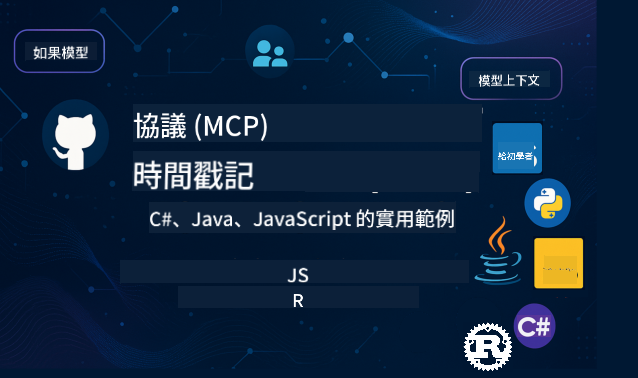 如果模型
模型上下文
協議 (MCP)
給初學者
時間戳記
C#、Java、JavaScript 的實用範例
JS
R
C#
R